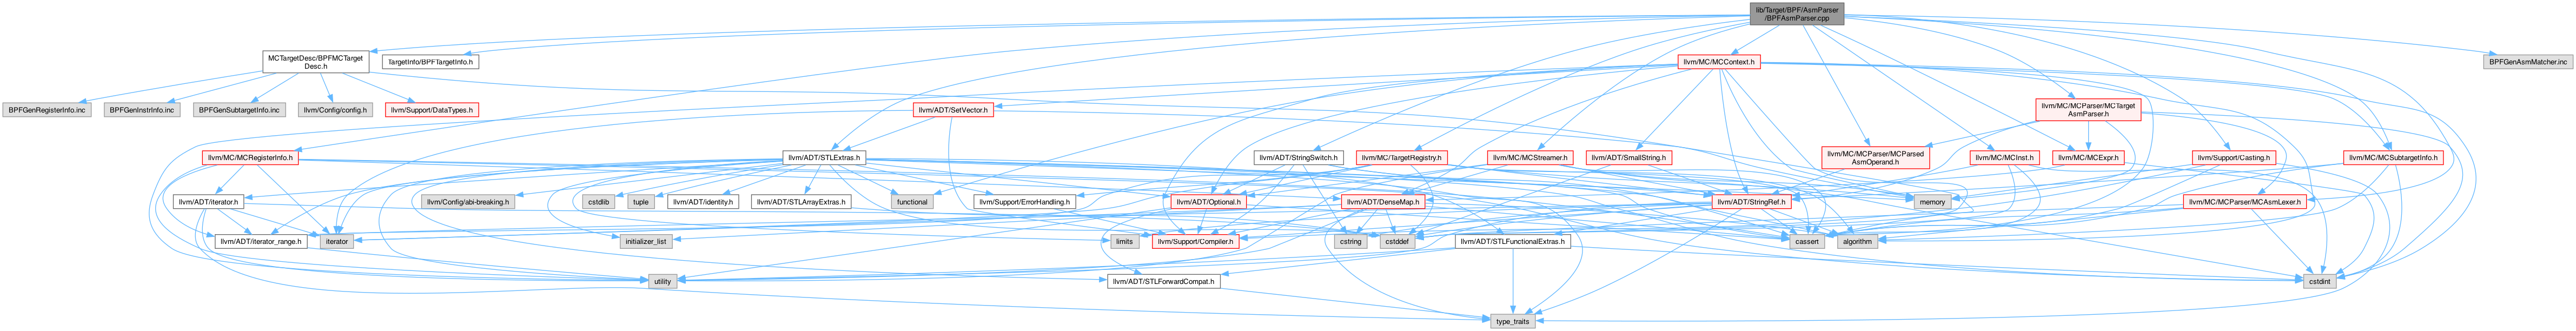 lib/Target/BPF/AsmParser
/BPFAsmParser.cpp
MCTargetDesc/BPFMCTarget
Desc.h
TargetInfo/BPFTargetInfo.h
llvm/MC/MCContext.h
BPFGenAsmMatcher.inc
BPFGenRegisterInfo.inc
BPFGenInstrInfo.inc
BPFGenSubtargetInfo.inc
llvm/Config/config.h
llvm/Support/DataTypes.h
llvm/ADT/SetVector.h
llvm/MC/MCParser/MCTarget
AsmParser.h
llvm/MC/MCRegisterInfo.h
llvm/ADT/STLExtras.h
llvm/ADT/StringSwitch.h
llvm/MC/TargetRegistry.h
llvm/MC/MCStreamer.h
llvm/ADT/SmallString.h
llvm/MC/MCParser/MCParsed
AsmOperand.h
llvm/MC/MCInst.h
llvm/MC/MCExpr.h
llvm/Support/Casting.h
llvm/MC/MCSubtargetInfo.h
llvm/ADT/iterator.h
llvm/Config/abi-breaking.h
cstdlib
tuple
llvm/ADT/identity.h
llvm/ADT/STLArrayExtras.h
functional
llvm/Support/ErrorHandling.h
llvm/ADT/Optional.h
llvm/ADT/DenseMap.h
llvm/ADT/StringRef.h
memory
llvm/MC/MCParser/MCAsmLexer.h
llvm/ADT/iterator_range.h
iterator
initializer_list
limits
llvm/Support/Compiler.h
cstring
cstddef
llvm/ADT/STLFunctionalExtras.h
cassert
algorithm
utility
llvm/ADT/STLForwardCompat.h
cstdint
type_traits